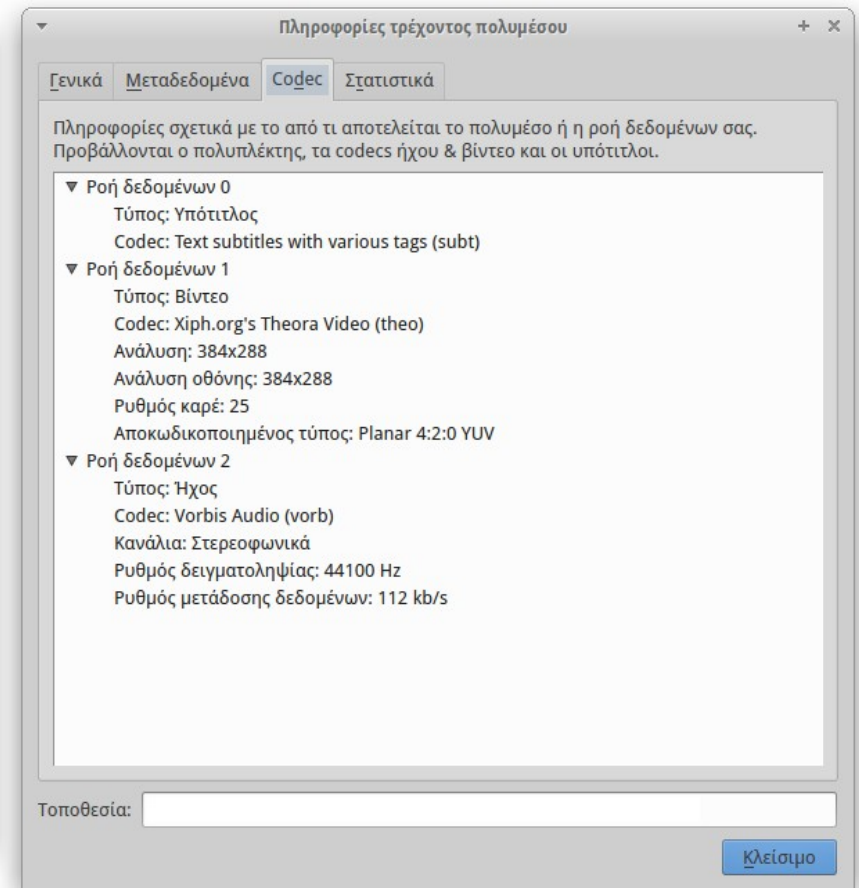 Πληροφορίες τρέχοντος πολυμέσου
Γενικά Μεταδεδομένα Codec Στατιστικά
Πληροφορίες σχετικά με το από τι αποτελείται το πολυμέσο ή η ροή δεδομένων σας.
Προβάλλονται ο πολυπλέκτης, τα codecs ήχου & βίντεο και οι υπότιτλοι.
Ροή δεδομένων 0
Τύπος: Υπότιτλος
Codec: Text subtitles with various tags (subt)
Ροή δεδομένων 1
Τύπος: Βίντεο
Codec: Xiph.org's Theora Video (theo)
Ανάλυση: 384x288
Ανάλυση οθόνης: 384x288
Ρυθμός καρέ: 25
Αποκωδικοποιημένος τύπος: Planar 4:2:0 YUV
Ροή δεδομένων 2
Τύπος: Ήχος
Codec: Vorbis Audio (vorb)
Κανάλια: Στερεοφωνικά
Ρυθμός δειγματοληψίας: 44100 Hz
Ρυθμός μετάδοσης δεδομένων: 112 kb/s
Τοποθεσία:
Κλείσιμο